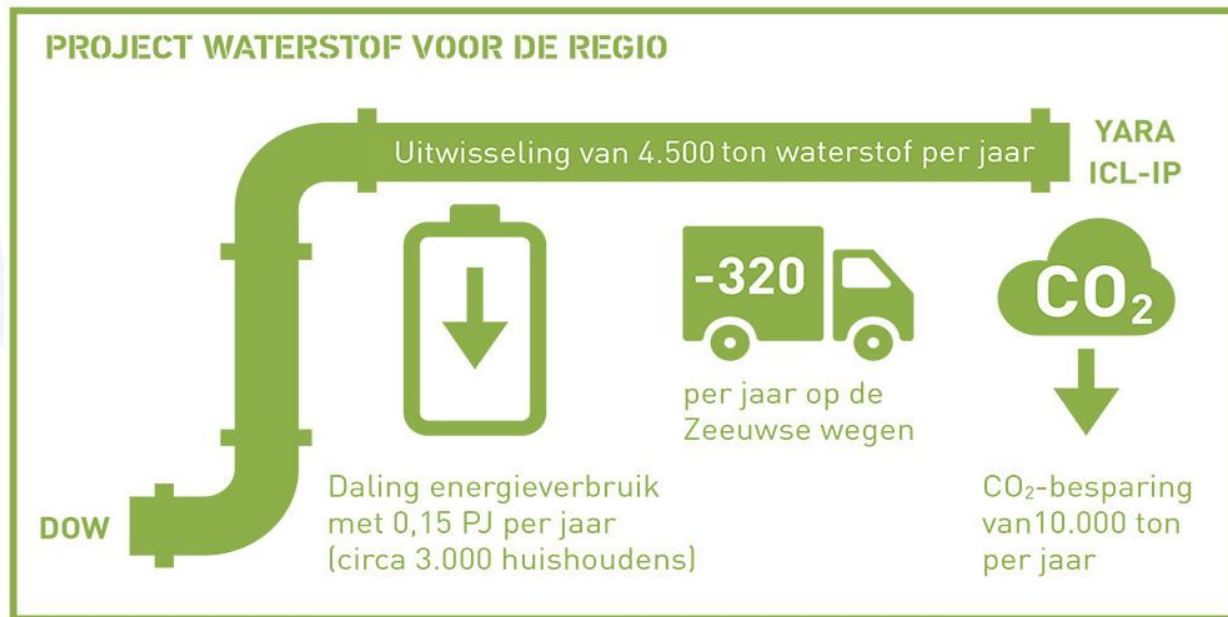 PROJECT WATERSTOF VOOR DE REGIO
Uitwisseling van 4.500 ton waterstof per jaar
YARA
ICL-IP
-320
CO₂
per jaar op de
Zeeuwse wegen
DOW
Daling energieverbruik
met 0,15 PJ per jaar
(circa 3.000 huishoudens)
CO₂-besparing
van10.000 ton
per jaar